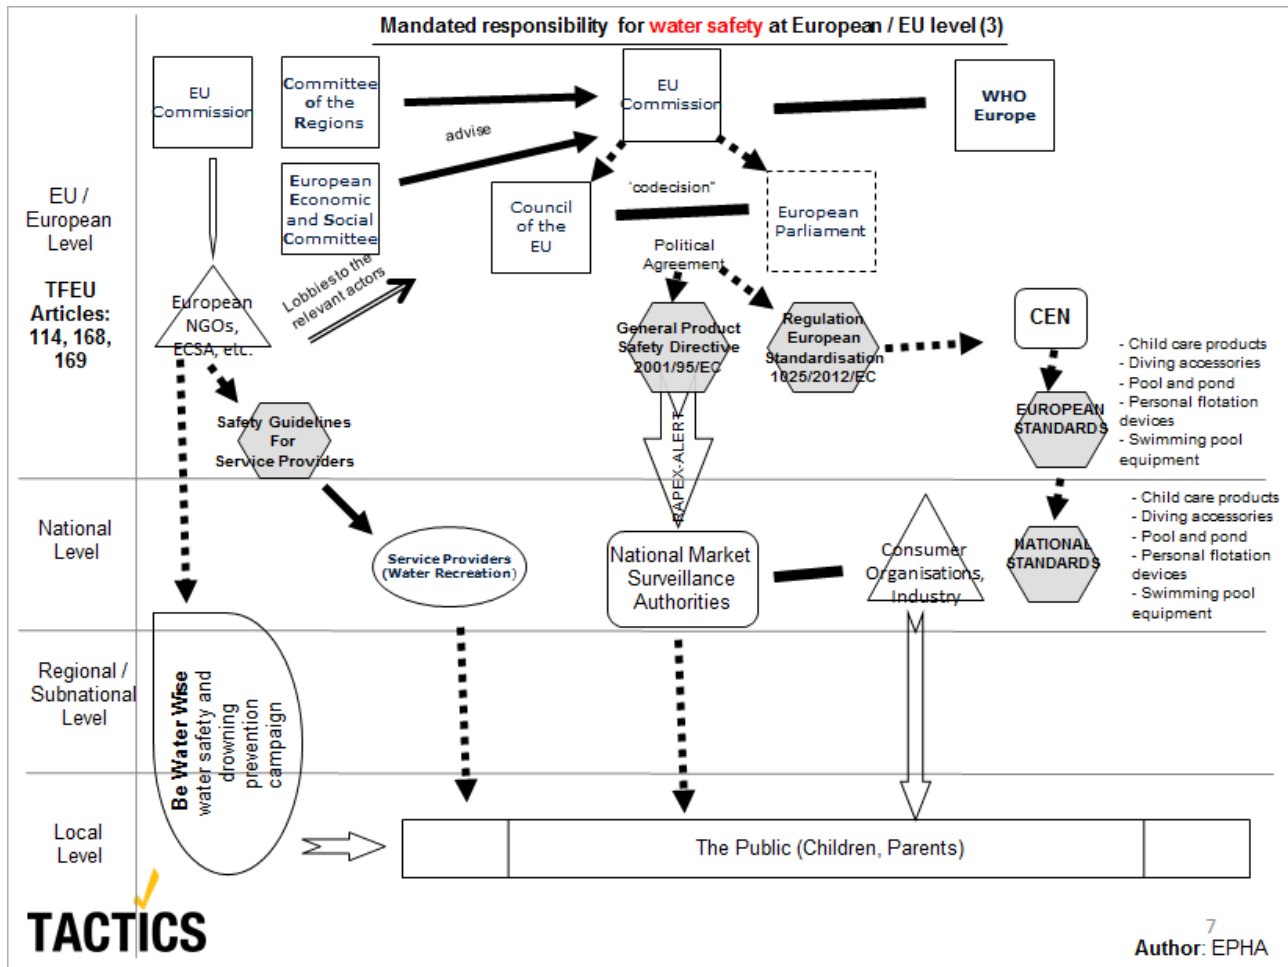 Mandated responsibility for water safety at European / EU level (3)
EU
Commission
Committee
of the
Regions
EU
Commission
WHO
Europe
advise
European
Economic
and Social
Committee
Council
of the
EU
"codecision"
European
Parliament
EU /
European
Level
TFEU
Articles:
114, 168,
169
Political
Agreement
Lobbies to the
relevant actors
European
NGOs,
ECSA, etc.
General Product
Safety Directive
2001/95/EC
Regulation
European
Standardisation
1025/2012/EC
CEN
- Child care products
- Diving accessories
- Pool and pond
- Personal flotation
devices
- Swimming pool
equipment
Safety Guidelines
For
Service Providers
EUROPEAN
STANDARDS
RAPEX-ALERT
National
Level
Service Providers
(Water Recreation)
National Market
Surveillance
Authorities
Consumer
Organisations,
Industry
NATIONAL
STANDARDS
- Child care products
- Diving accessories
- Pool and pond
- Personal flotation
devices
- Swimming pool
equipment
Regional /
Subnational
Level
Be Water Wise
water safety and
drowning
prevention
campaign
Local
Level
The Public (Children, Parents)
TACTICS
7
Author: EPHA